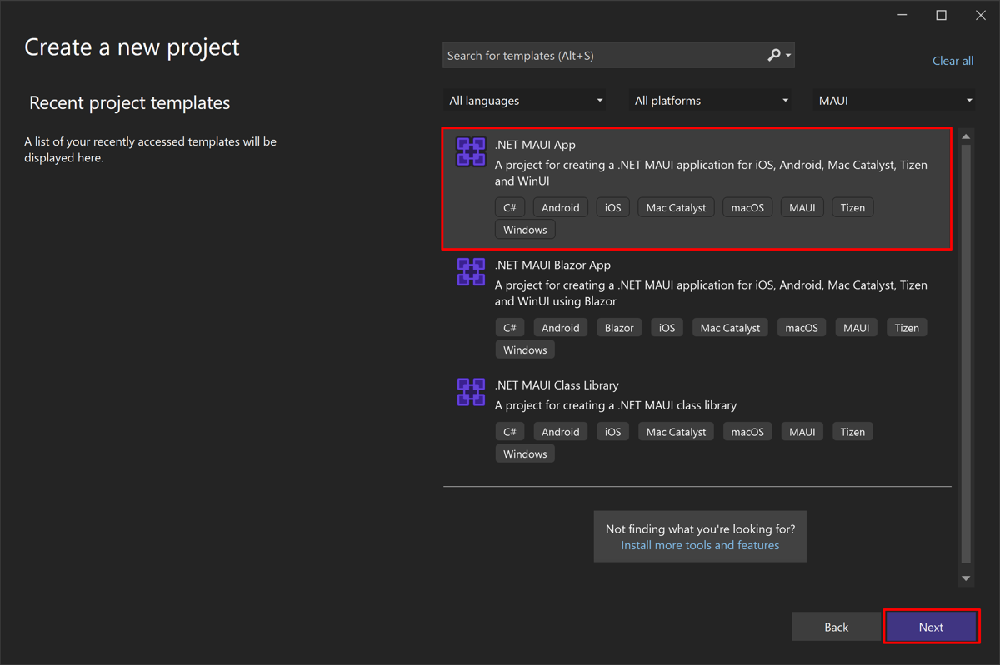 Create a new project
Recent project templates
A list of your recently accessed templates will be
displayed here.
Search for templates (Alt+S)
Clear all
All languages
All platforms
MAUI
.NET MAUI App
A project for creating a .NET MAUI application for iOS, Android, Mac Catalyst, Tizen
and WinUI
C# Android iOS Mac Catalyst macOS MAUI Tizen
Windows
.NET MAUI Blazor App
A project for creating a .NET MAUI application for iOS, Android, Mac Catalyst, Tizen
and WinUI using Blazor
C# Android Blazor iOS Mac Catalyst macOS MAUI Tizen
Windows
.NET MAUI Class Library
A project for creating a .NET MAUI class library
C# Android iOS Mac Catalyst macOS MAUI Tizen
Windows
Not finding what you're looking for?
Install more tools and features
Back
Next